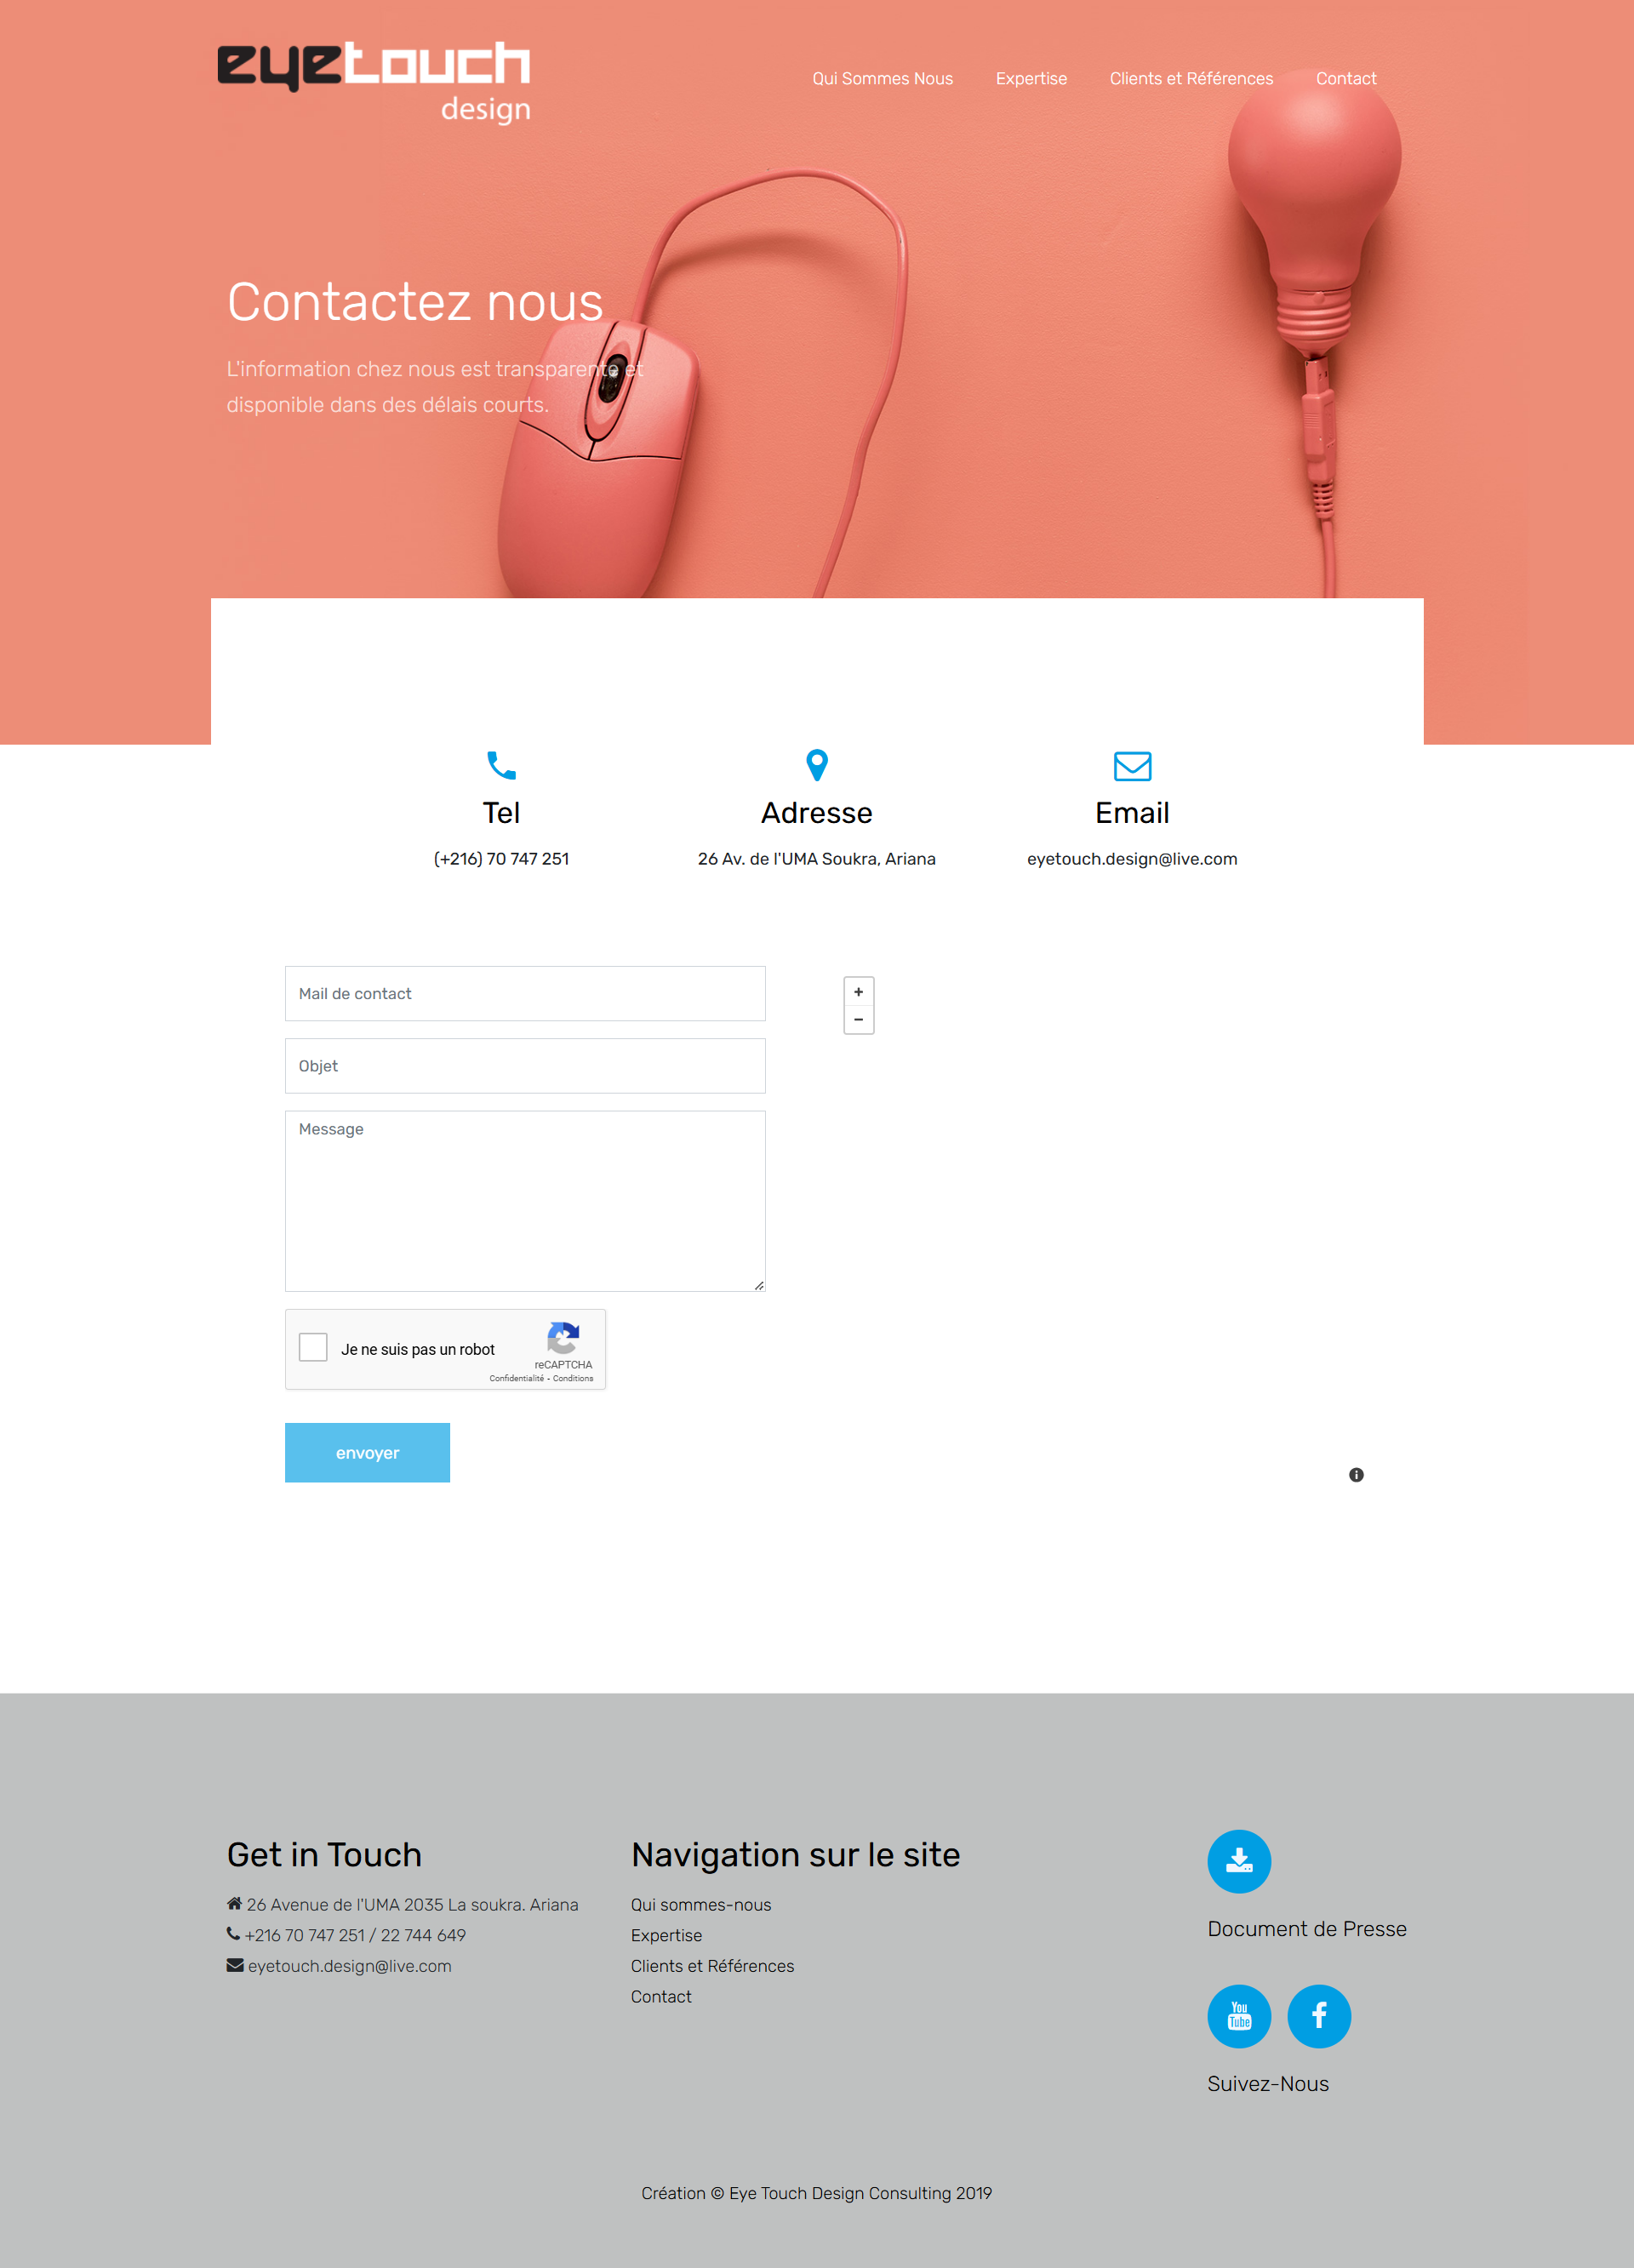 eyetouch
design
Qui Sommes Nous
Expertise
Clients et Références
Contact
Contactez nous
L'information chez nous est transparente et
disponible dans des délais courts.
Tel
(+216) 70 747 251
Adresse
26 Av. de l'UMA Soukra, Ariana
Email
eyetouch.design@live.com
Mail de contact
Objet
Message
+
−
Je ne suis pas un robot
reCAPTCHA
Confidentialité - Conditions
envoyer
Get in Touch
26 Avenue de l'UMA 2035 La soukra. Ariana
+216 70 747 251 / 22 744 649
eyetouch.design@live.com
Navigation sur le site
Qui sommes-nous
Expertise
Clients et Références
Contact
Document de Presse
You
Tube
Suivez-Nous
Création © Eye Touch Design Consulting 2019